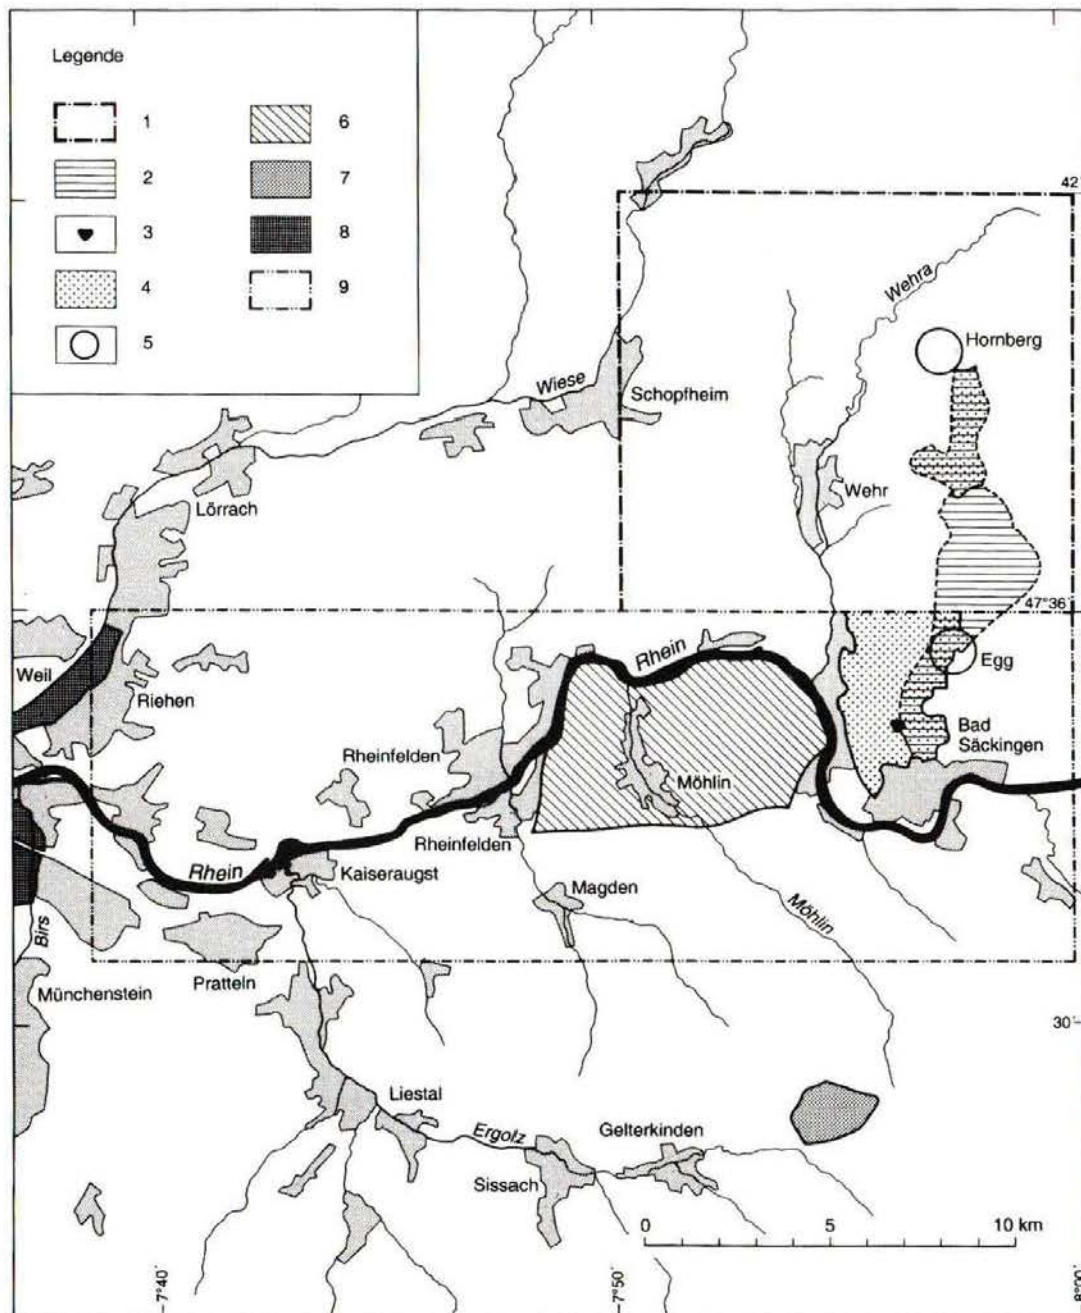 Legende
1
6
2
7
3
8
4
9
5
42
Wehra
Hornberg
Wiese
Schopfheim
Wehr
Lörrach
47°36´
Rhein
Egg
Weil
Riehen
Bad
Säckingen
Rheinfelden
Möhlin
Rheinfelden
Rhein
Kaiseraugst
Magden
Möhlin
Birs
Pratteln
Münchenstein
30´
Liestal
Ergolz
Gelterkinden
Sissach
0 5 10 km
7°40´
7°50´
8°00´